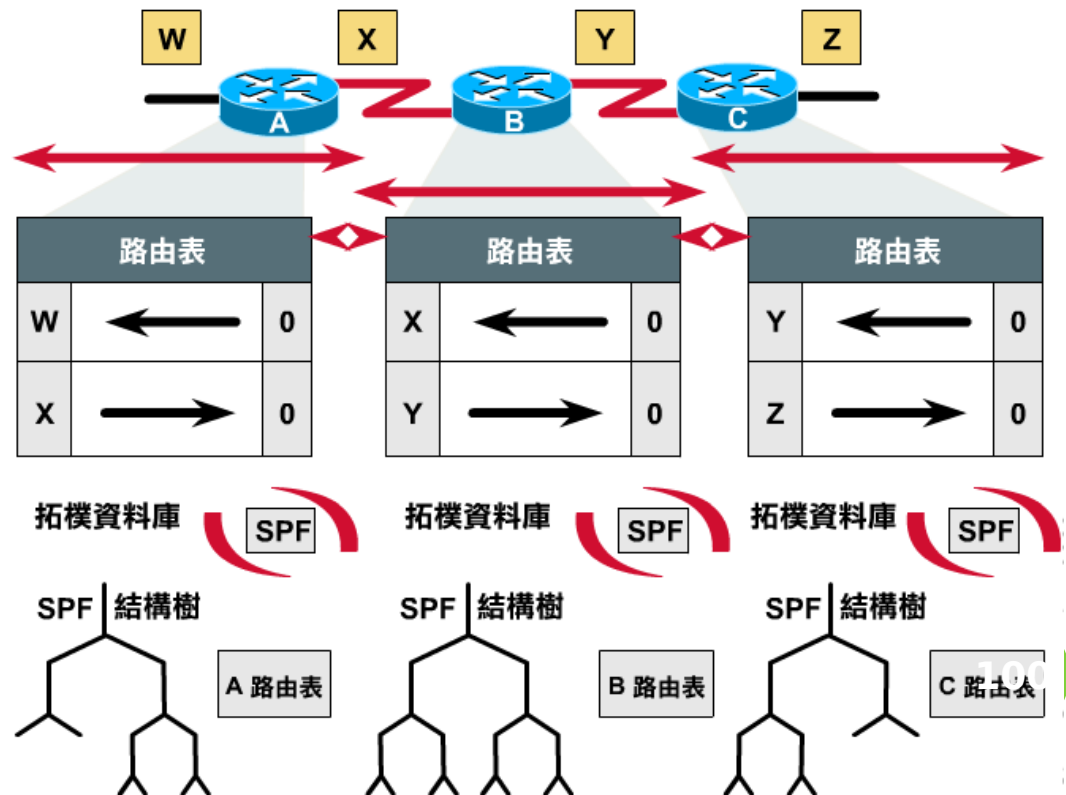 W X Y Z
A B C
路由表 路由表 路由表
W 0 X 0 Y 0
X 0 Y 0 Z 0
拓樸資料庫 SPF 拓樸資料庫 SPF 拓樸資料庫 SPF
SPF 結構樹 SPF 結構樹 SPF 結構樹
A 路由表 B 路由表 C 路由表
100